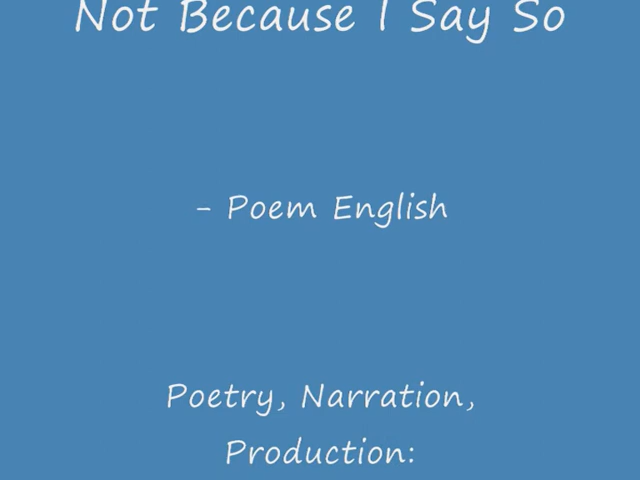 Not Because I Say So
- Poem English
Poetry, Narration,
Production: